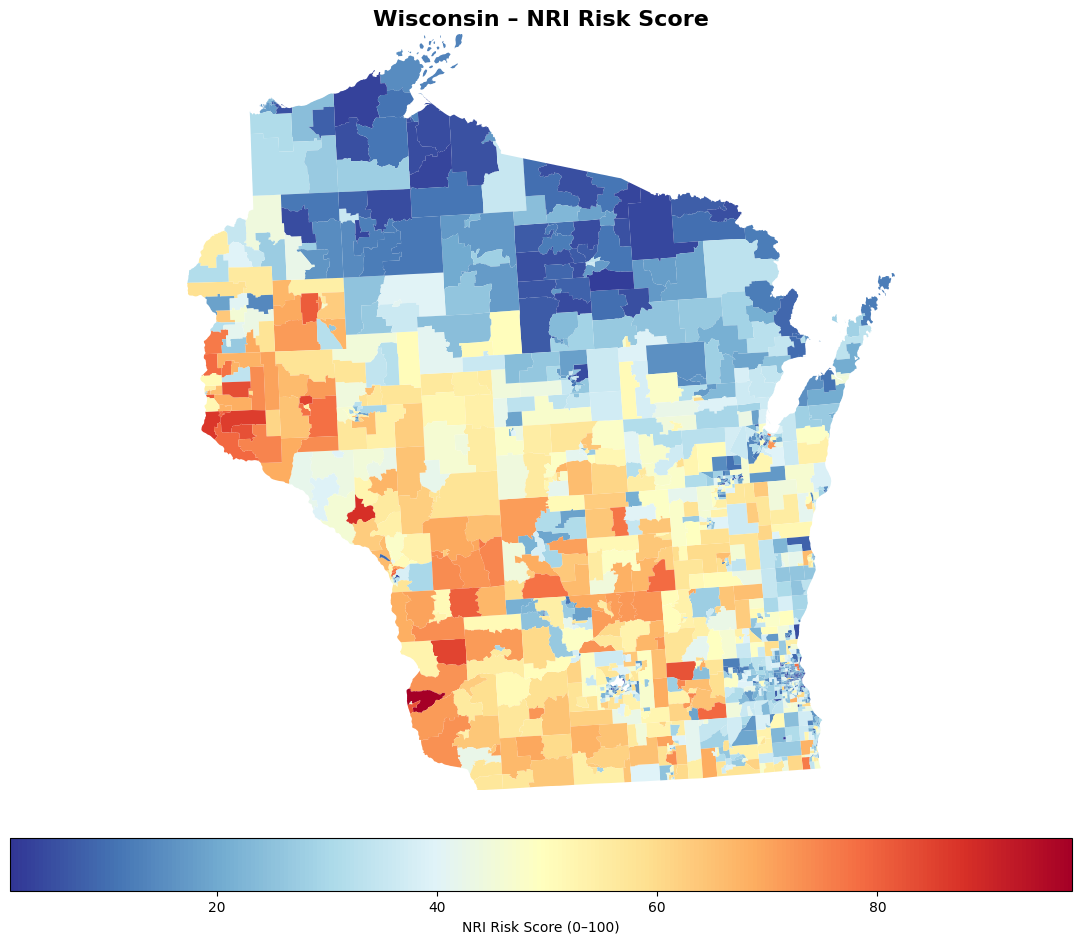 Wisconsin – NRI Risk Score
20 40 60 80
NRI Risk Score (0–100)